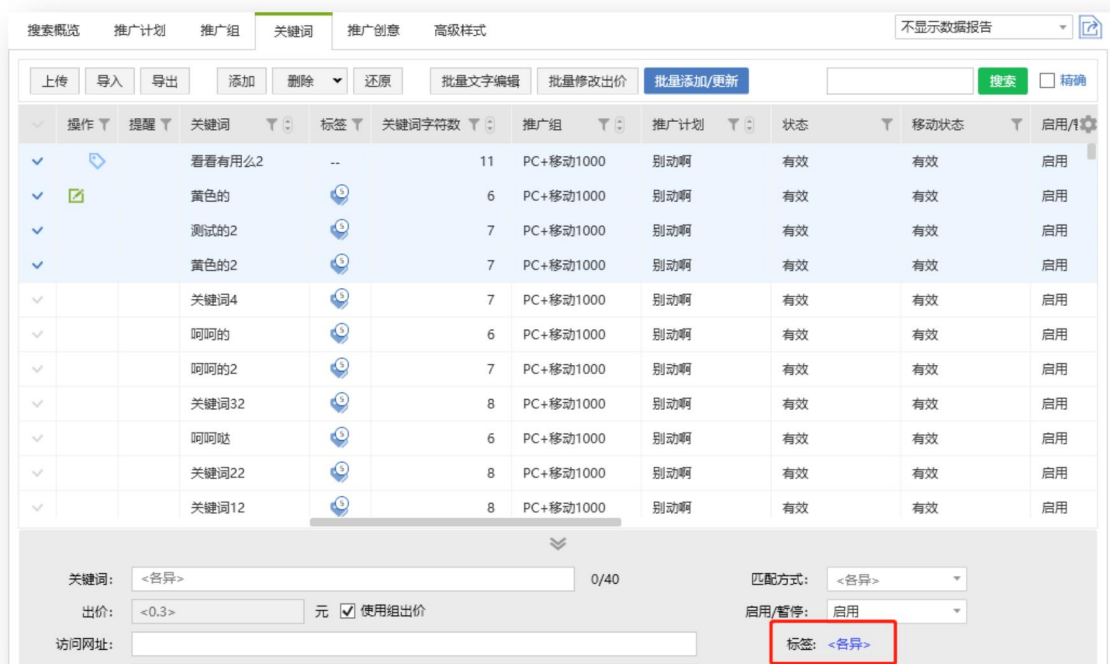 搜索概览 推广计划 推广组 关键词 推广创意 高级样式 不显示数据报告
上传 导入 导出 添加 删除 还原 批量文字编辑 批量修改出价 批量添加/更新 搜索 精确
操作 提醒 关键词 标签 关键词字符数 推广组 推广计划 状态 移动状态 启用/
看看有用么2 -- 11 PC+移动1000 别动啊 有效 有效 启用
黄色的 5 6 PC+移动1000 别动啊 有效 有效 启用
测试的2 5 7 PC+移动1000 别动啊 有效 有效 启用
黄色的2 5 7 PC+移动1000 别动啊 有效 有效 启用
关键词4 5 7 PC+移动1000 别动啊 有效 有效 启用
呵呵的 5 6 PC+移动1000 别动啊 有效 有效 启用
呵呵的2 5 7 PC+移动1000 别动啊 有效 有效 启用
关键词32 5 8 PC+移动1000 别动啊 有效 有效 启用
呵呵哒 5 6 PC+移动1000 别动啊 有效 有效 启用
关键词22 5 8 PC+移动1000 别动啊 有效 有效 启用
关键词12 5 8 PC+移动1000 别动啊 有效 有效 启用
关键词: <各异> 0/40 匹配方式: <各异>
出价: <0.3> 元 使用组出价 启用/暂停: 启用
访问网址: 标签: <各异>